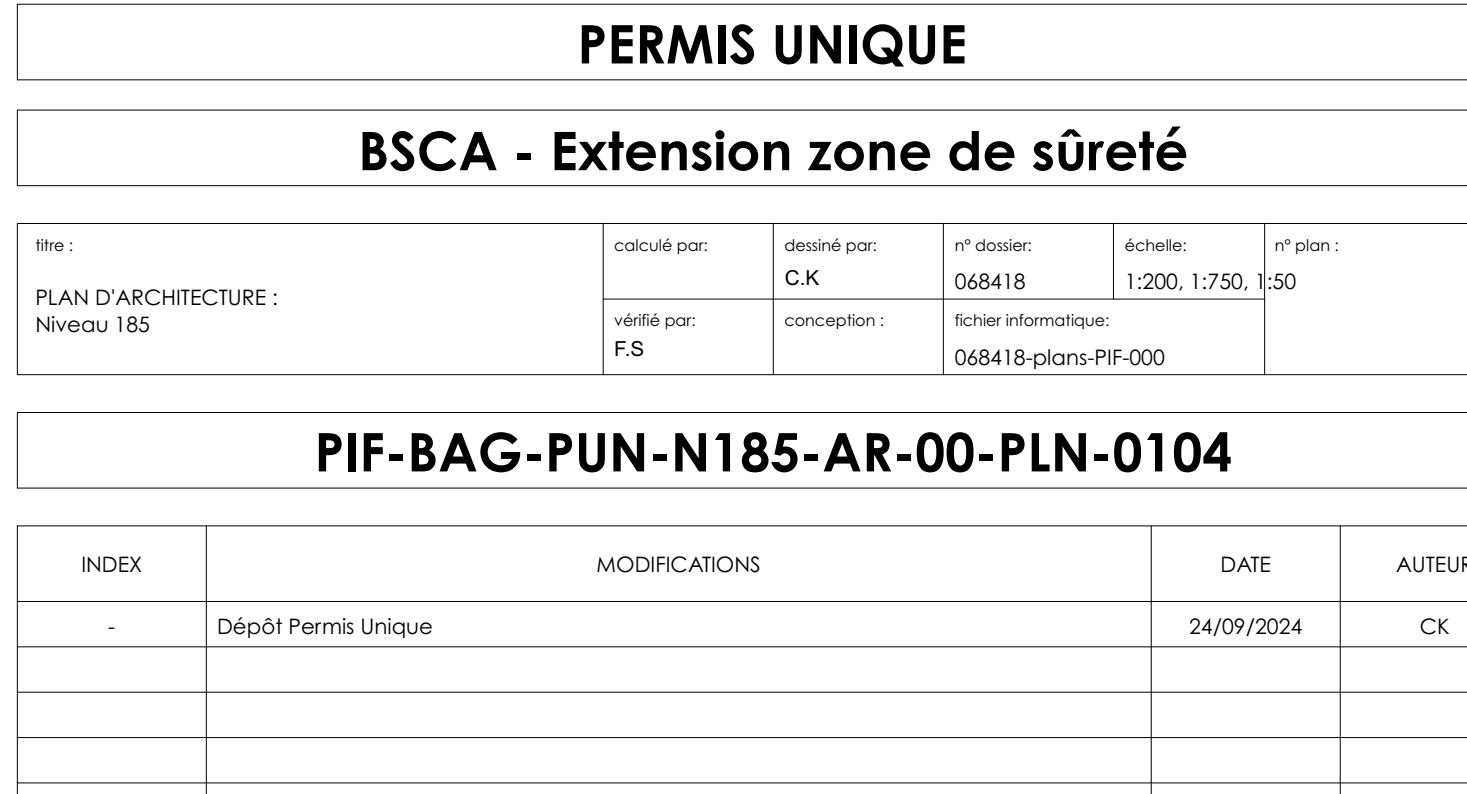 PERMIS UNIQUE
BSCA - Extension zone de sûreté
titre :
PLAN D'ARCHITECTURE :
Niveau 185
calculé par:
dessiné par:
C.K
n° dossier:
068418
échelle:
1:200, 1:750, 1:50
n° plan :
vérifié par:
F.S
conception :
fichier informatique:
068418-plans-PIF-000
PIF-BAG-PUN-N185-AR-00-PLN-0104
INDEX MODIFICATIONS DATE AUTEUR
- Dépôt Permis Unique 24/09/2024 CK